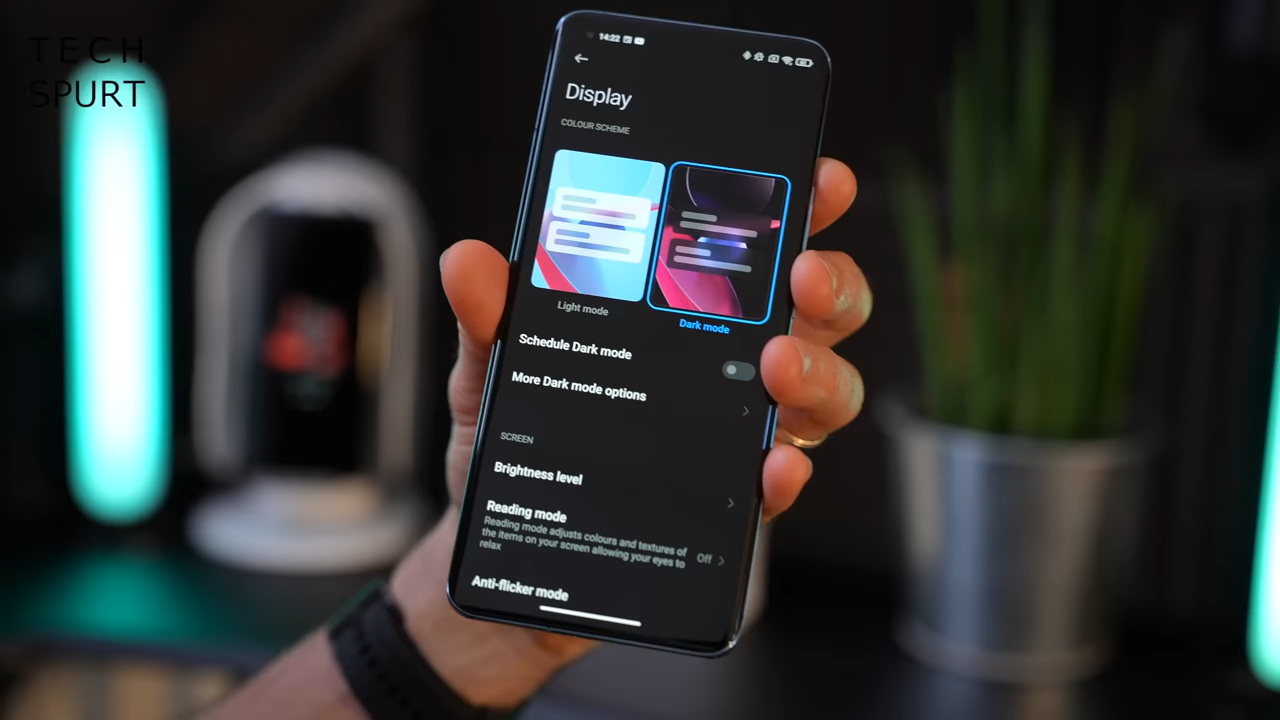 TECH
SPURT
14:22
Display
COLOUR SCHEME
Light mode
Dark mode
Schedule Dark mode
More Dark mode options
SCREEN
Brightness level
Reading mode
Reading mode adjusts colours and textures of
the items on your screen allowing your eyes to
relax
Off
Anti-flicker mode